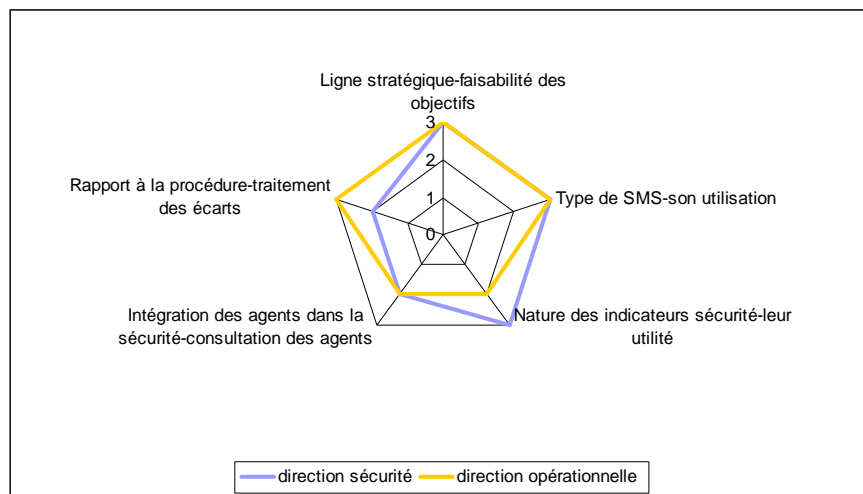 Ligne stratégique-faisabilité des
objectifs
3
2
1
0
Type de SMS-son utilisation
Nature des indicateurs sécurité-leur
utilité
Intégration des agents dans la
sécurité-consultation des agents
Rapport à la procédure-traitement
des écarts
direction sécurité
direction opérationnelle